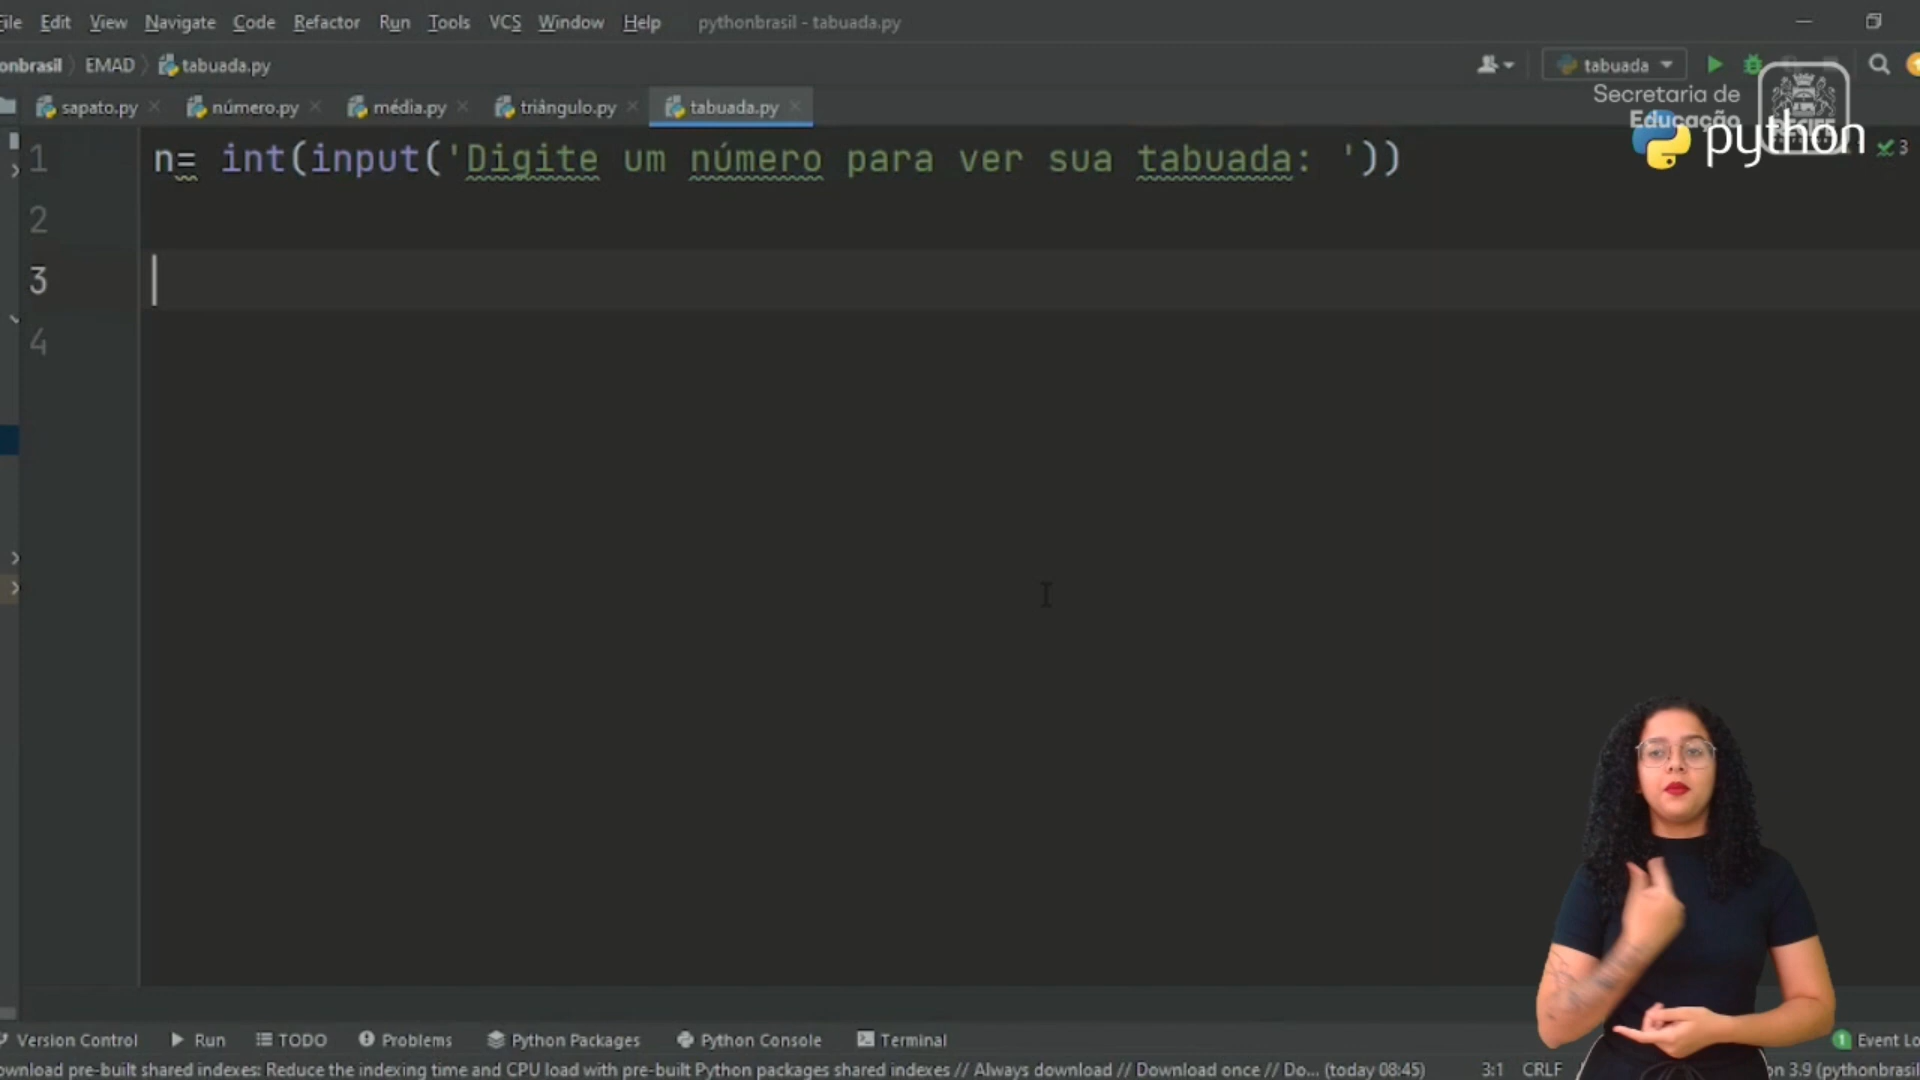 File Edit View Navigate Code Refactor Run Tools VCS Window Help pythonbrasil - tabuada.py
onbrasil EMAD tabuada.py
tabuada
Secretaria de
Educação
python
sapato.py número.py média.py triângulo.py tabuada.py
3
1 n= int(input('Digite um número para ver sua tabuada: '))
2
3
4
Version Control Run TODO Problems Python Packages Python Console Terminal
1 Event Lo
ownload pre-built shared indexes: Reduce the indexing time and CPU load with pre-built Python packages shared indexes // Always download // Download once // Do... (today 08:45) 3:1 CRLF on 3.9 (pythonbrasil